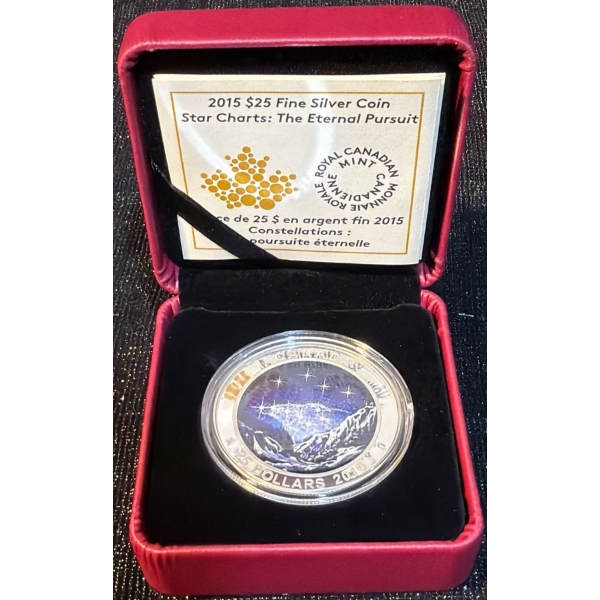 2015 $25 Fine Silver Coin
Star Charts: The Eternal Pursuit
ROYAL CANADIAN MINT
MONNAIE ROYALE CANADIENNE
ce de 25 $ en argent fin 2015
Constellations :
poursuite éternelle
25 DOLLARS